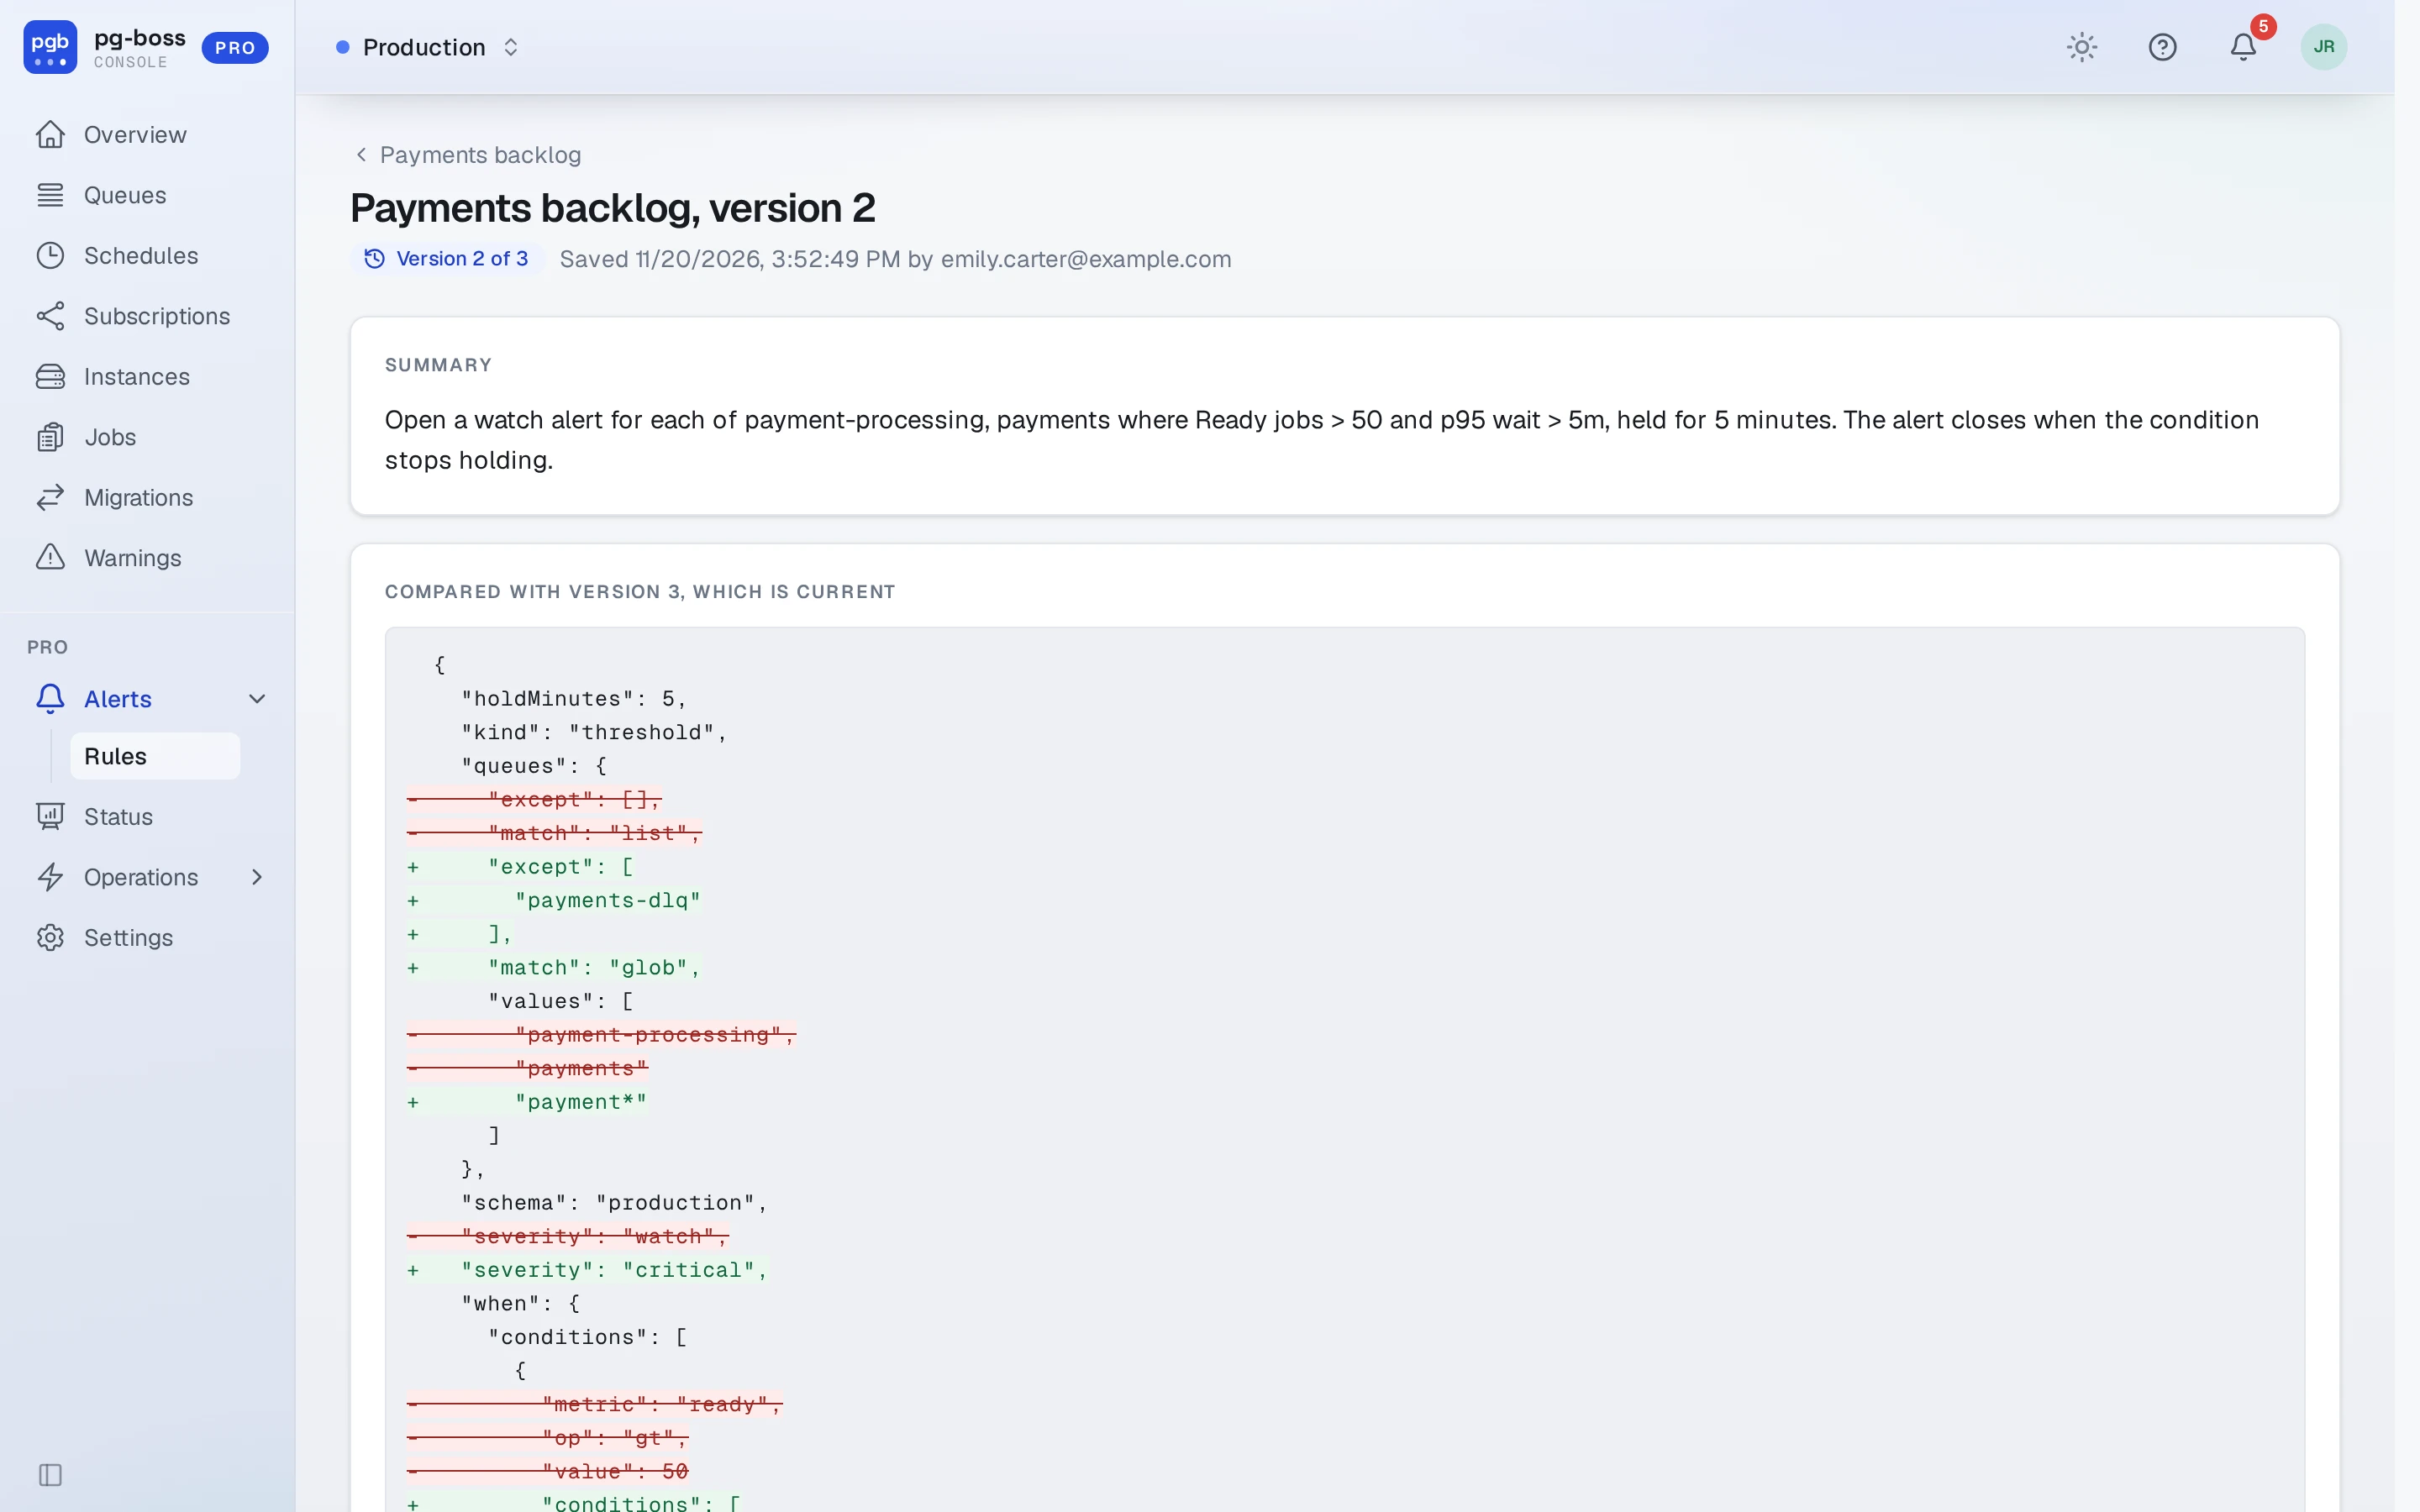 pgb
pg-boss
CONSOLE
PRO
Overview
Queues
Schedules
Subscriptions
Instances
Jobs
Migrations
Warnings
PRO
Alerts
Rules
Status
Operations
Settings
Production
5
JR
Payments backlog
Payments backlog, version 2
Version 2 of 3
Saved 11/20/2026, 3:52:49 PM by emily.carter@example.com
SUMMARY
Open a watch alert for each of payment-processing, payments where Ready jobs > 50 and p95 wait > 5m, held for 5 minutes. The alert closes when the condition
stops holding.
COMPARED WITH VERSION 3, WHICH IS CURRENT
  {
    "holdMinutes": 5,
    "kind": "threshold",
    "queues": {
-     "except": [],
-     "match": "list",
+     "except": [
+       "payments-dlq"
+     ],
+     "match": "glob",
      "values": [
-       "payment-processing",
-       "payments"
+       "payment*"
      ]
    },
    "schema": "production",
-   "severity": "watch",
+   "severity": "critical",
    "when": {
      "conditions": [
        {
-         "metric": "ready",
-         "op": "gt",
-         "value": 50
+         "conditions": [